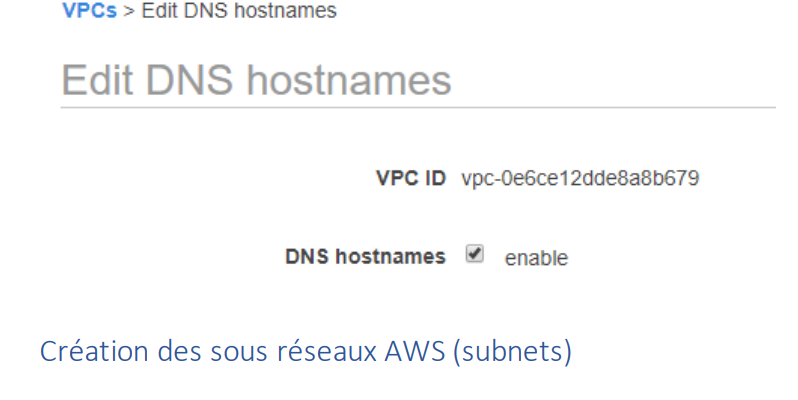 VPCs > Edit DNS hostnames
Edit DNS hostnames
VPC ID vpc-0e6ce12dde8a8b679
DNS hostnames enable
Création des sous réseaux AWS (subnets)